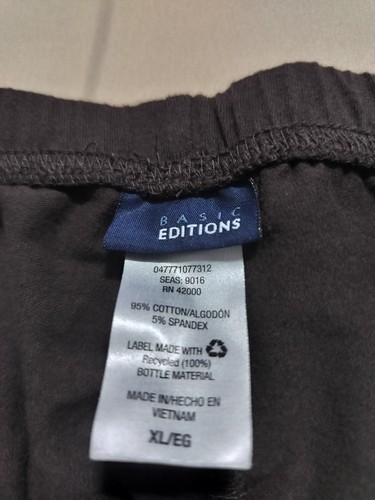 BASIC
EDITIONS
047771077312
SEAS: 9016
RN 42000
95% COTTON/ALGODÓN
5% SPANDEX
LABEL MADE WITH
Recycled (100%)
BOTTLE MATERIAL
MADE IN/HECHO EN
VIETNAM
XL/EG